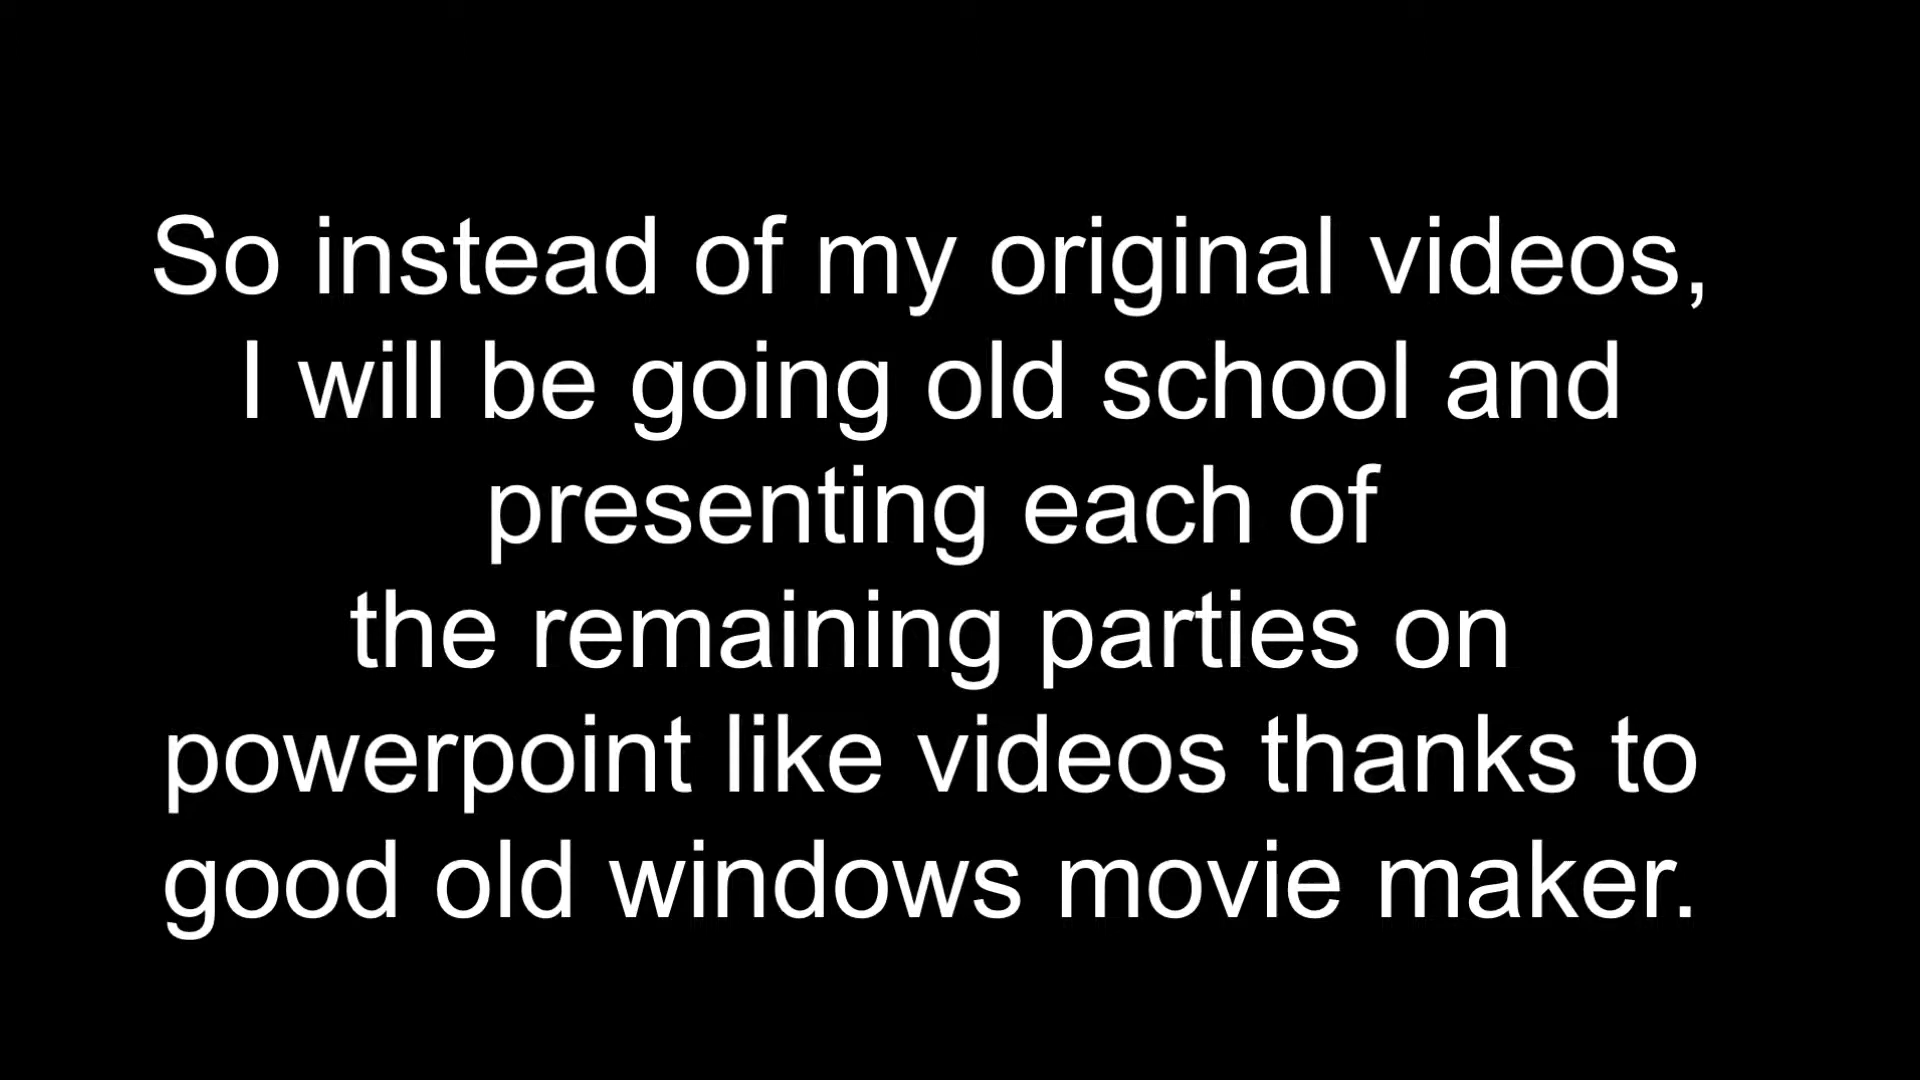 So instead of my original videos,
I will be going old school and
presenting each of
the remaining parties on
powerpoint like videos thanks to
good old windows movie maker.